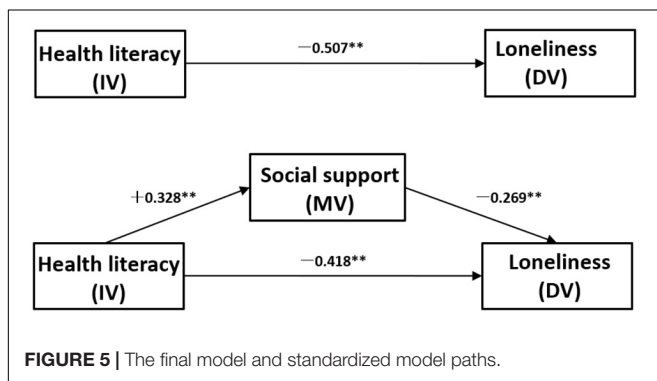 Health literacy
(IV)
—0.507**
Loneliness
(DV)
Social support
(MV)
+0.328**
—0.269**
Health literacy
(IV)
—0.418**
Loneliness
(DV)
FIGURE 5 | The final model and standardized model paths.